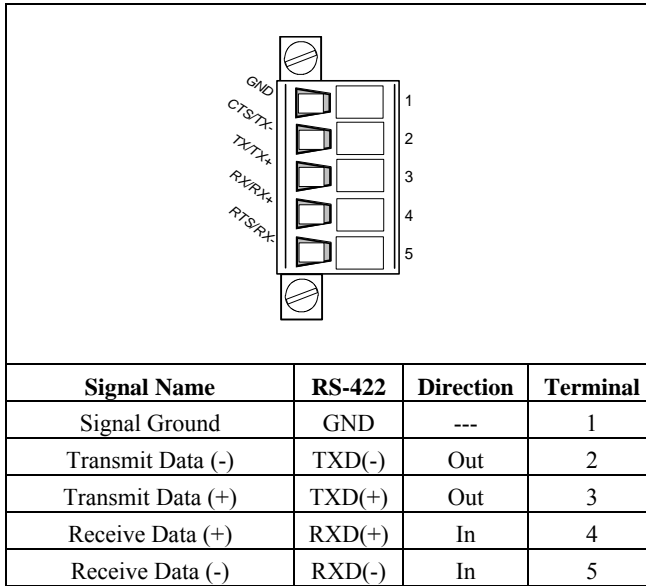 GND 1
CTS/TX- 2
TX/TX+ 3
RX/RX+ 4
RTS/RX- 5
Signal Name RS-422 Direction Terminal
Signal Ground GND --- 1
Transmit Data (-) TXD(-) Out 2
Transmit Data (+) TXD(+) Out 3
Receive Data (+) RXD(+) In 4
Receive Data (-) RXD(-) In 5